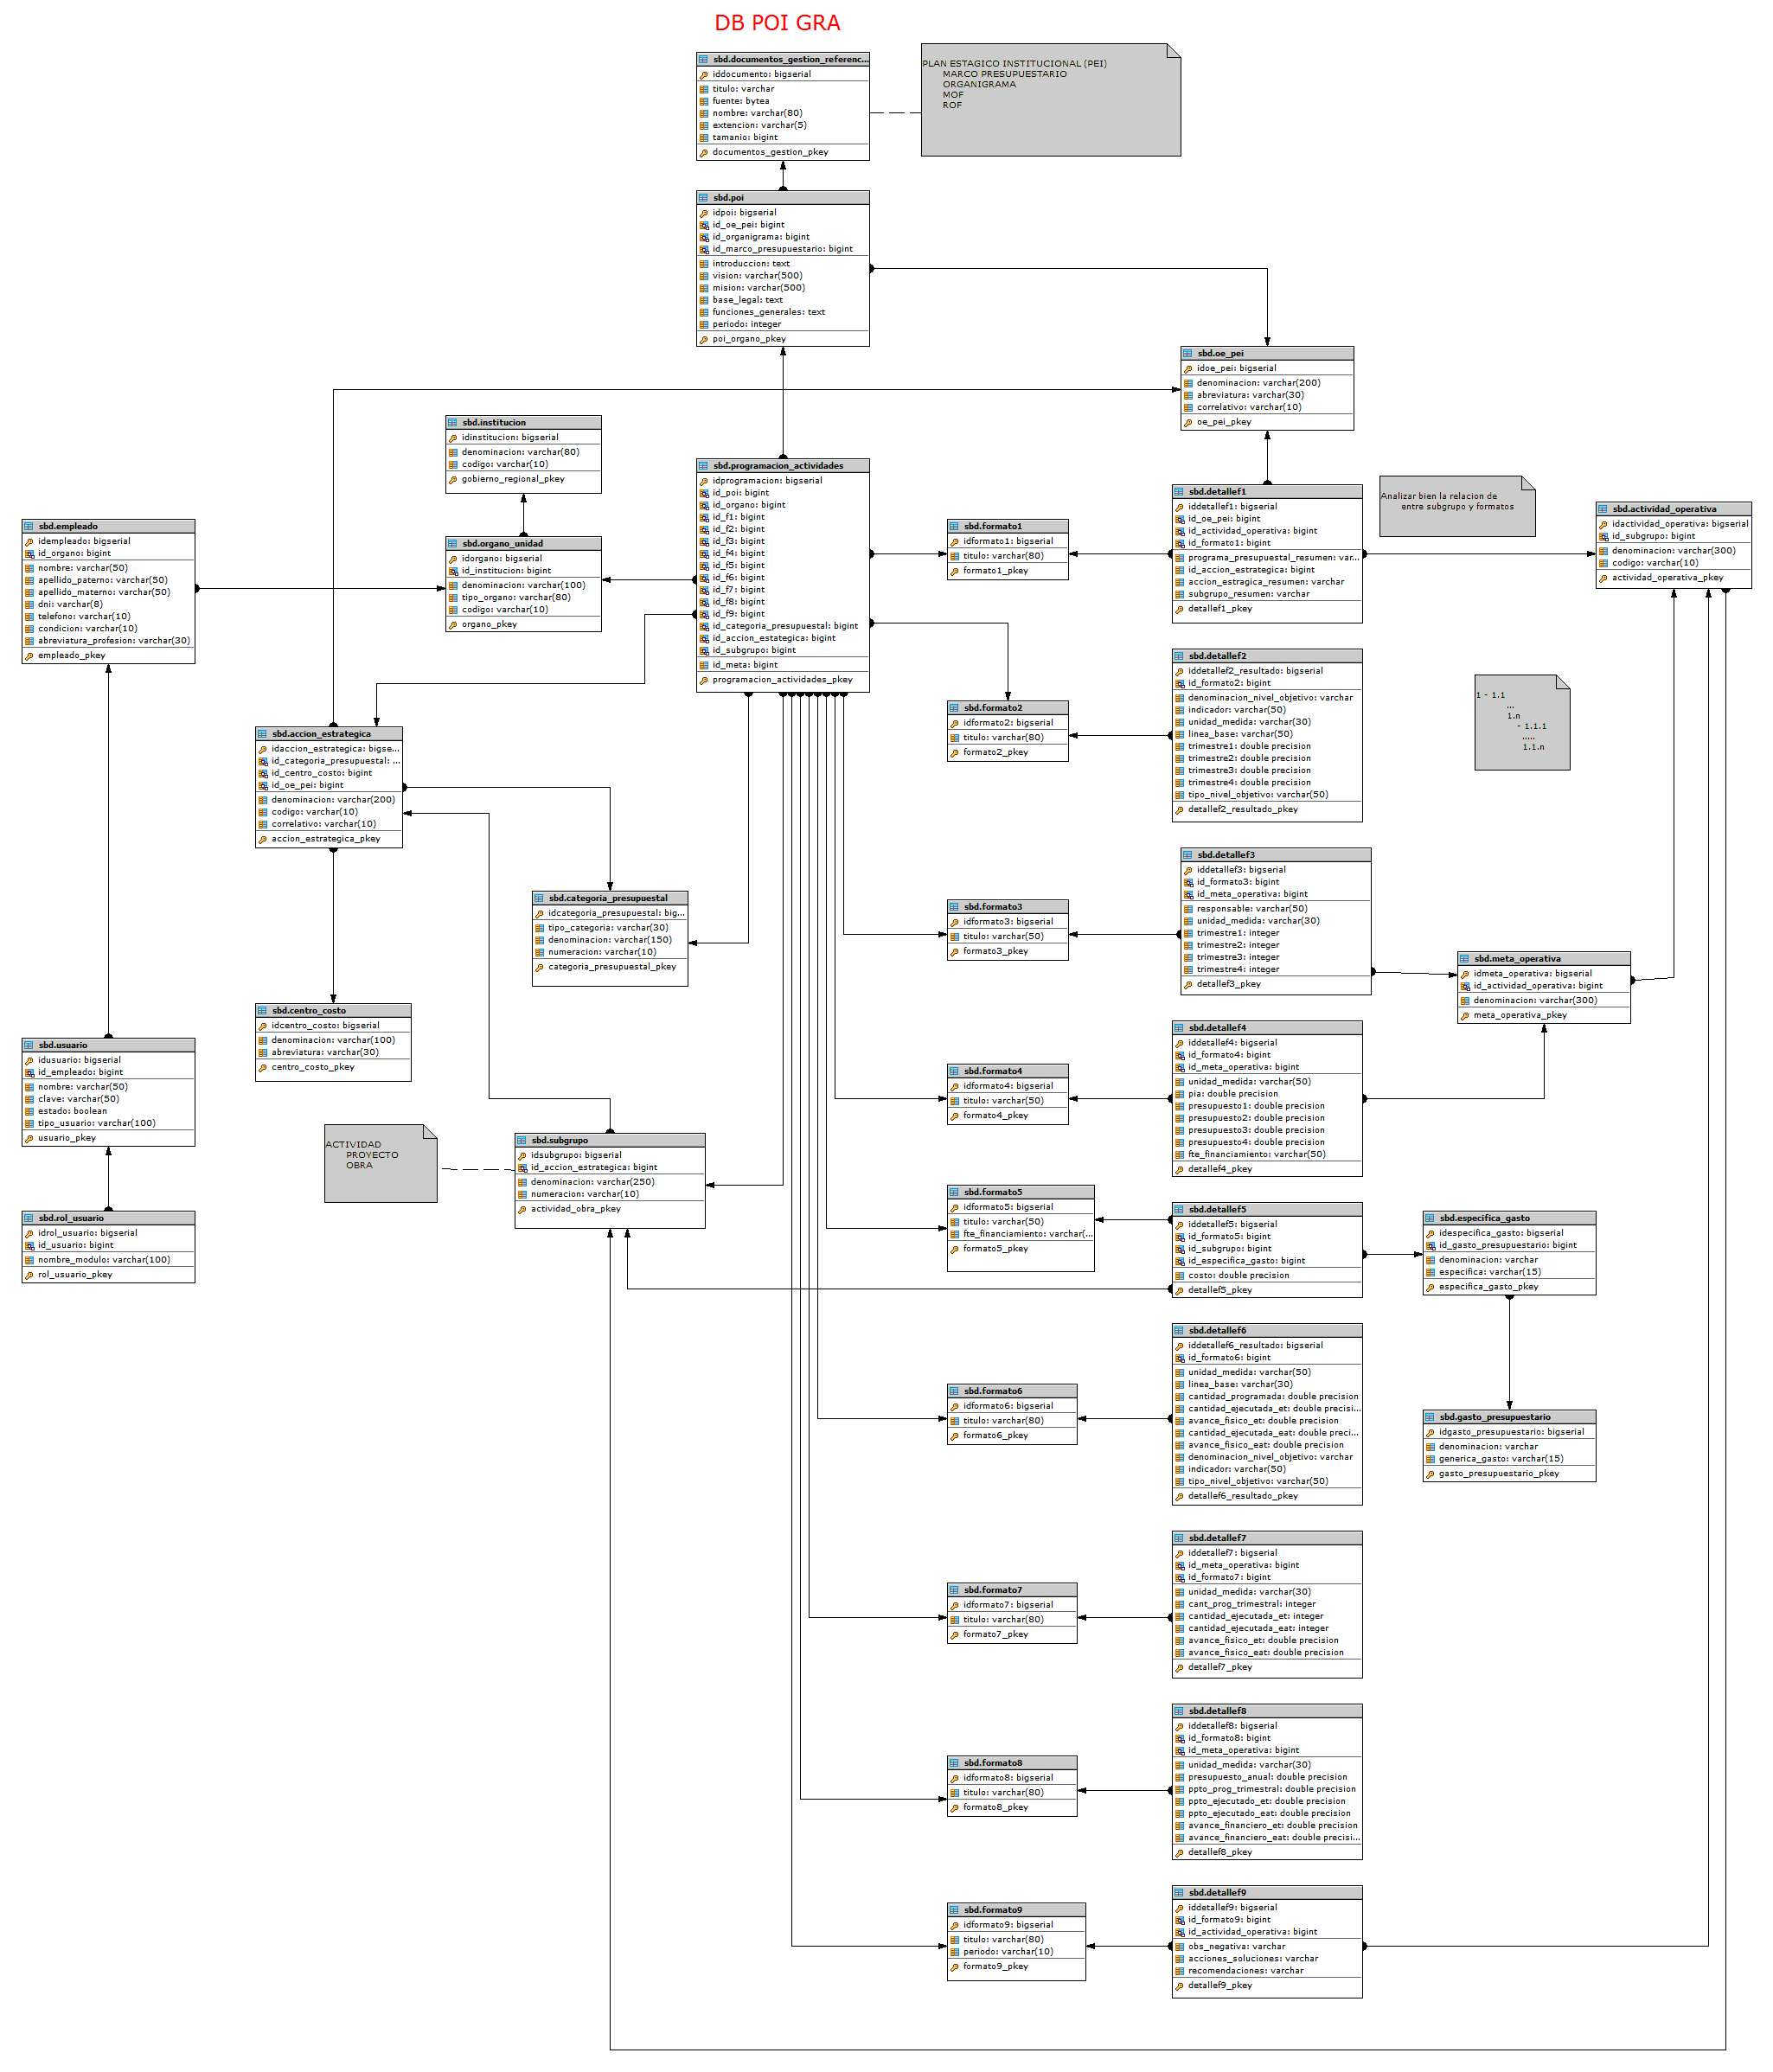 DB POI GRA
sbd.documentos_gestion_referenc...
iddocumento: bigserial
titulo: varchar
fuente: bytea
nombre: varchar(80)
extencion: varchar(5)
tamanio: bigint
documentos_gestion_pkey
PLAN ESTAGICO INSTITUCIONAL (PEI)
MARCO PRESUPUESTARIO
ORGANIGRAMA
MOF
ROF
sbd.poi
idpoi: bigserial
id_oe_pei: bigint
id_organigrama: bigint
id_marco_presupuestario: bigint
introduccion: text
vision: varchar(500)
mision: varchar(500)
base_legal: text
funciones_generales: text
periodo: integer
poi_organo_pkey
sbd.oe_pei
idoe_pei: bigserial
denominacion: varchar(200)
abreviatura: varchar(30)
correlativo: varchar(10)
oe_pei_pkey
sbd.institucion
idinstitucion: bigserial
denominacion: varchar(80)
codigo: varchar(10)
gobierno_regional_pkey
sbd.programacion_actividades
idprogramacion: bigserial
id_poi: bigint
id_organo: bigint
id_f1: bigint
id_f2: bigint
id_f3: bigint
id_f4: bigint
id_f5: bigint
id_f6: bigint
id_f7: bigint
id_f8: bigint
id_f9: bigint
id_categoria_presupuestal: bigint
id_accion_estategica: bigint
id_subgrupo: bigint
id_meta: bigint
programacion_actividades_pkey
sbd.detallef1
iddetallef1: bigserial
id_oe_pei: bigint
id_actividad_operativa: bigint
id_formato1: bigint
programa_presupuestal_resumen: var...
id_accion_estrategica: bigint
accion_estragica_resumen: varchar
subgrupo_resumen: varchar
detallef1_pkey
Analizar bien la relacion de
entre subgrupo y formatos
sbd.actividad_operativa
idactividad_operativa: bigserial
id_subgrupo: bigint
denominacion: varchar(300)
codigo: varchar(10)
actividad_operativa_pkey
sbd.empleado
idempleado: bigserial
id_organo: bigint
nombre: varchar(50)
apellido_paterno: varchar(50)
apellido_materno: varchar(50)
dni: varchar(8)
telefono: varchar(10)
condicion: varchar(10)
abreviatura_profesion: varchar(30)
empleado_pkey
sbd.organo_unidad
idorgano: bigserial
id_institucion: bigint
denominacion: varchar(100)
tipo_organo: varchar(80)
codigo: varchar(10)
organo_pkey
sbd.formato1
idformato1: bigserial
titulo: varchar(80)
formato1_pkey
sbd.detallef2
iddetallef2_resultado: bigserial
id_formato2: bigint
denominacion_nivel_objetivo: varchar
indicador: varchar(50)
unidad_medida: varchar(30)
linea_base: varchar(50)
trimestre1: double precision
trimestre2: double precision
trimestre3: double precision
trimestre4: double precision
tipo_nivel_objetivo: varchar(50)
detallef2_resultado_pkey
1 - 1.1
...
1.n
- 1.1.1
.....
1.1.n
sbd.formato2
idformato2: bigserial
titulo: varchar(80)
formato2_pkey
sbd.accion_estrategica
idaccion_estrategica: bigse...
id_categoria_presupuestal: ...
id_centro_costo: bigint
id_oe_pei: bigint
denominacion: varchar(200)
codigo: varchar(10)
correlativo: varchar(10)
accion_estrategica_pkey
sbd.categoria_presupuestal
idcategoria_presupuestal: big...
tipo_categoria: varchar(30)
denominacion: varchar(150)
numeracion: varchar(10)
categoria_presupuestal_pkey
sbd.formato3
idformato3: bigserial
titulo: varchar(50)
formato3_pkey
sbd.detallef3
iddetallef3: bigserial
id_formato3: bigint
id_meta_operativa: bigint
responsable: varchar(50)
unidad_medida: varchar(30)
trimestre1: integer
trimestre2: integer
trimestre3: integer
trimestre4: integer
detallef3_pkey
sbd.meta_operativa
idmeta_operativa: bigserial
id_actividad_operativa: bigint
denominacion: varchar(300)
meta_operativa_pkey
sbd.centro_costo
idcentro_costo: bigserial
denominacion: varchar(100)
abreviatura: varchar(30)
centro_costo_pkey
sbd.usuario
idusuario: bigserial
id_empleado: bigint
nombre: varchar(50)
clave: varchar(50)
estado: boolean
tipo_usuario: varchar(100)
usuario_pkey
sbd.formato4
idformato4: bigserial
titulo: varchar(50)
formato4_pkey
sbd.detallef4
iddetallef4: bigserial
id_formato4: bigint
id_meta_operativa: bigint
unidad_medida: varchar(50)
pia: double precision
presupuesto1: double precision
presupuesto2: double precision
presupuesto3: double precision
presupuesto4: double precision
fte_financiamiento: varchar(50)
detallef4_pkey
ACTIVIDAD
PROYECTO
OBRA
sbd.subgrupo
idsubgrupo: bigserial
id_accion_estrategica: bigint
denominacion: varchar(250)
numeracion: varchar(10)
actividad_obra_pkey
sbd.rol_usuario
idrol_usuario: bigserial
id_usuario: bigint
nombre_modulo: varchar(100)
rol_usuario_pkey
sbd.formato5
idformato5: bigserial
titulo: varchar(50)
fte_financiamiento: varchar(...
formato5_pkey
sbd.detallef5
iddetallef5: bigserial
id_formato5: bigint
id_subgrupo: bigint
id_especifica_gasto: bigint
costo: double precision
detallef5_pkey
sbd.especifica_gasto
idespecifica_gasto: bigserial
id_gasto_presupuestario: bigint
denominacion: varchar
especifica: varchar(15)
especifica_gasto_pkey
sbd.formato6
idformato6: bigserial
titulo: varchar(80)
formato6_pkey
sbd.detallef6
iddetallef6_resultado: bigserial
id_formato6: bigint
unidad_medida: varchar(50)
linea_base: varchar(30)
cantidad_programada: double precision
cantidad_ejecutada_et: double precisi...
avance_fisico_et: double precision
cantidad_ejecutada_eat: double preci...
avance_fisico_eat: double precision
denominacion_nivel_objetivo: varchar
indicador: varchar(50)
tipo_nivel_objetivo: varchar(50)
detallef6_resultado_pkey
sbd.gasto_presupuestario
idgasto_presupuestario: bigserial
denominacion: varchar
generica_gasto: varchar(15)
gasto_presupuestario_pkey
sbd.formato7
idformato7: bigserial
titulo: varchar(80)
formato7_pkey
sbd.detallef7
iddetallef7: bigserial
id_meta_operativa: bigint
id_formato7: bigint
unidad_medida: varchar(30)
cant_prog_trimestral: integer
cantidad_ejecutada_et: integer
cantidad_ejecutada_eat: integer
avance_fisico_et: double precision
avance_fisico_eat: double precision
detallef7_pkey
sbd.formato8
idformato8: bigserial
titulo: varchar(80)
formato8_pkey
sbd.detallef8
iddetallef8: bigserial
id_formato8: bigint
id_meta_operativa: bigint
unidad_medida: varchar(30)
presupuesto_anual: double precision
ppto_prog_trimestral: double precision
ppto_ejecutado_et: double precision
ppto_ejecutado_eat: double precision
avance_financiero_et: double precision
avance_financiero_eat: double precisi...
detallef8_pkey
sbd.formato9
idformato9: bigserial
titulo: varchar(80)
periodo: varchar(10)
formato9_pkey
sbd.detallef9
iddetallef9: bigserial
id_formato9: bigint
id_actividad_operativa: bigint
obs_negativa: varchar
acciones_soluciones: varchar
recomendaciones: varchar
detallef9_pkey